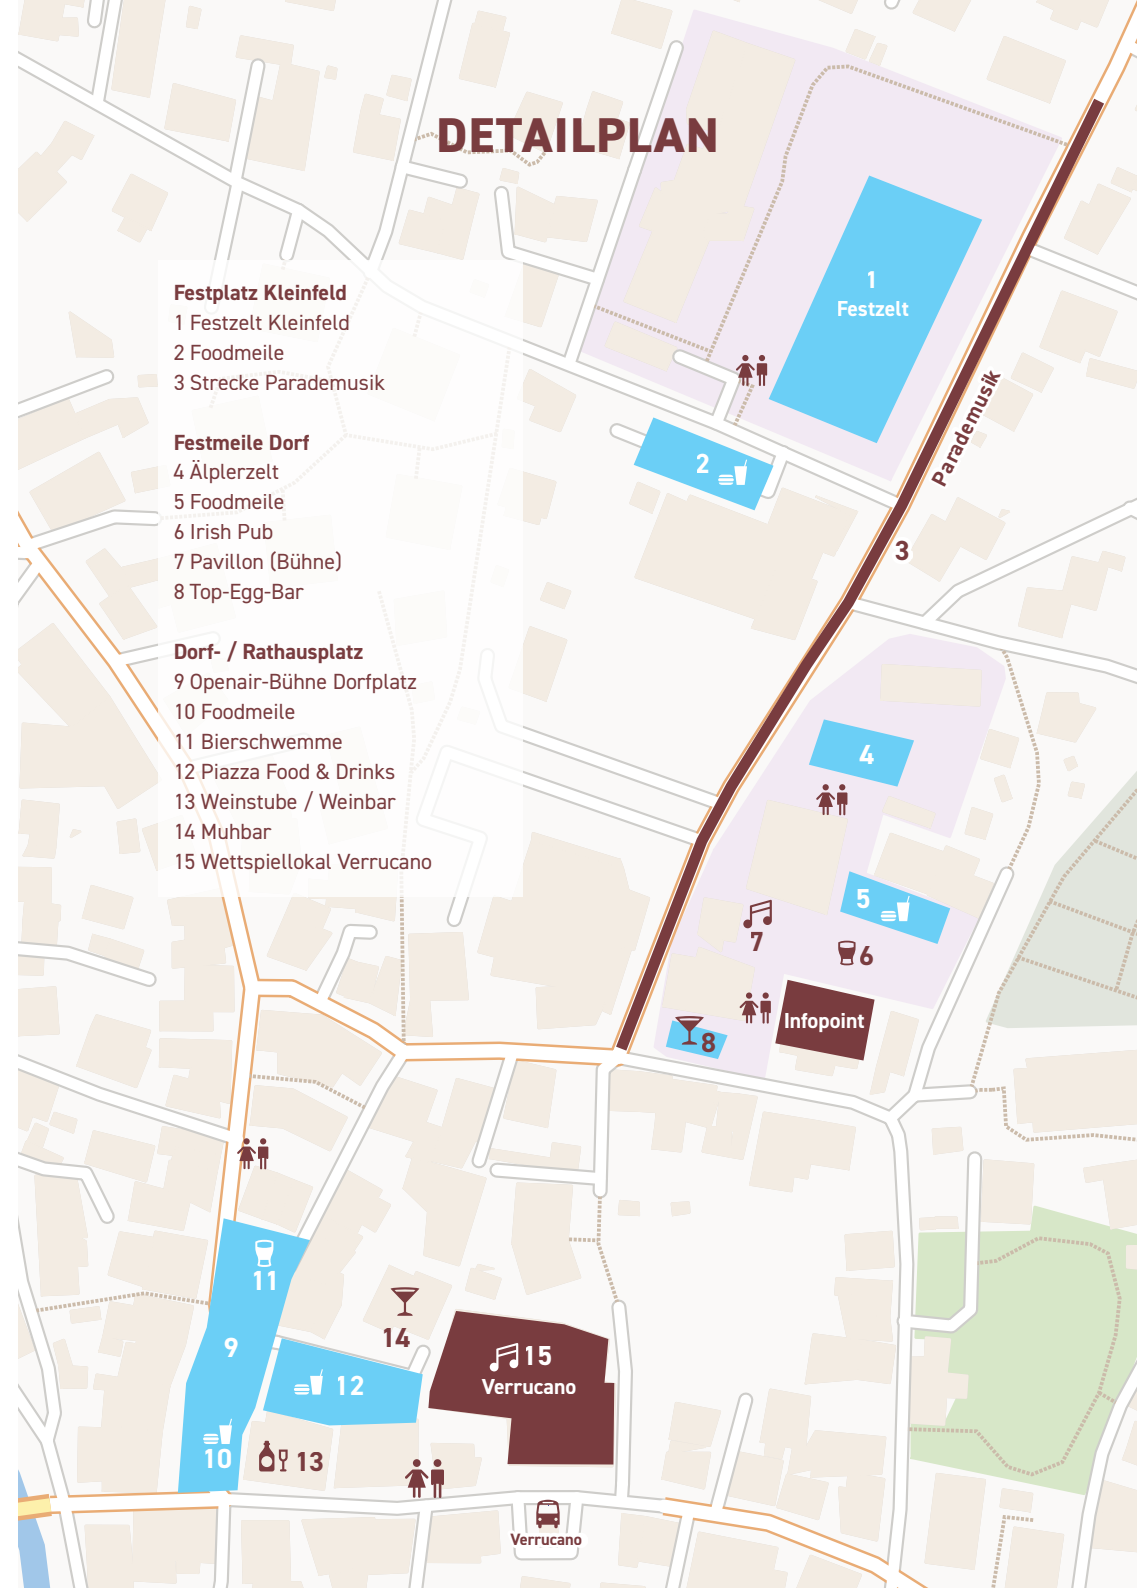 DETAILPLAN
Festplatz Kleinfeld
1 Festzelt Kleinfeld
2 Foodmeile
3 Strecke Parademusik
Festmeile Dorf
4 Älplerzelt
5 Foodmeile
6 Irish Pub
7 Pavillon (Bühne)
8 Top-Egg-Bar
Dorf- / Rathausplatz
9 Openair-Bühne Dorfplatz
10 Foodmeile
11 Bierschwemme
12 Piazza Food & Drinks
13 Weinstube / Weinbar
14 Muhbar
15 Wettspiellokal Verrucano
1
Festzelt
Parademusik
2
3
4
5
7
6
Infopoint
8
11
14
9
15
12
Verrucano
10
13
Verrucano